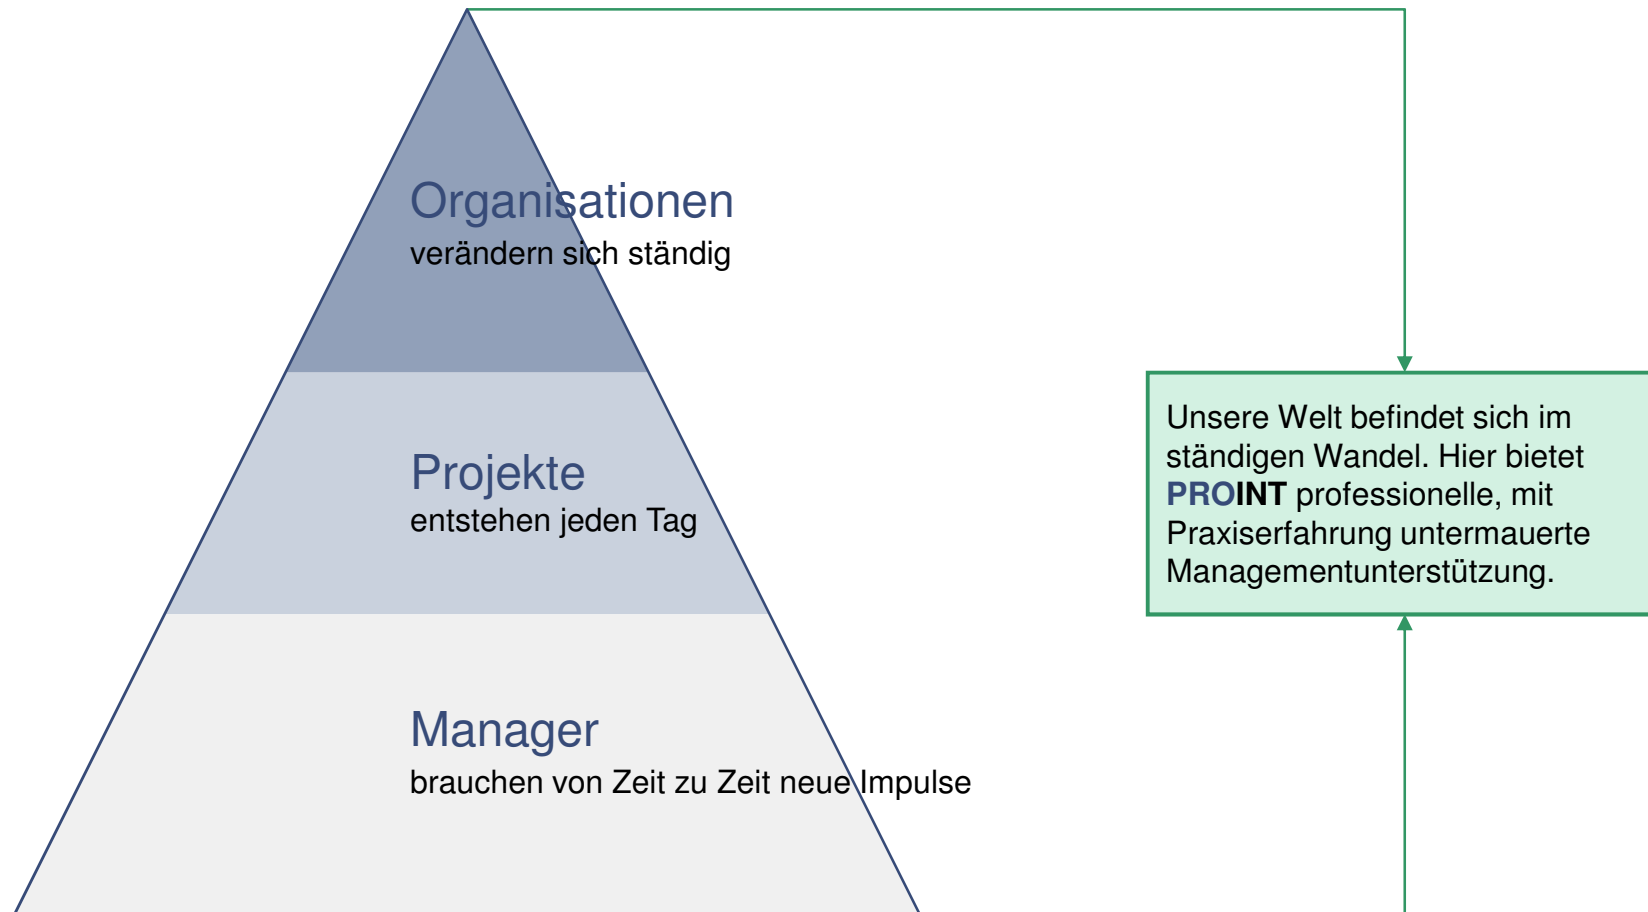 Organisationen
verändern sich ständig
Projekte
entstehen jeden Tag
Manager
brauchen von Zeit zu Zeit neue Impulse
Unsere Welt befindet sich im
ständigen Wandel. Hier bietet
PROINT professionelle, mit
Praxiserfahrung untermauerte
Managementunterstützung.